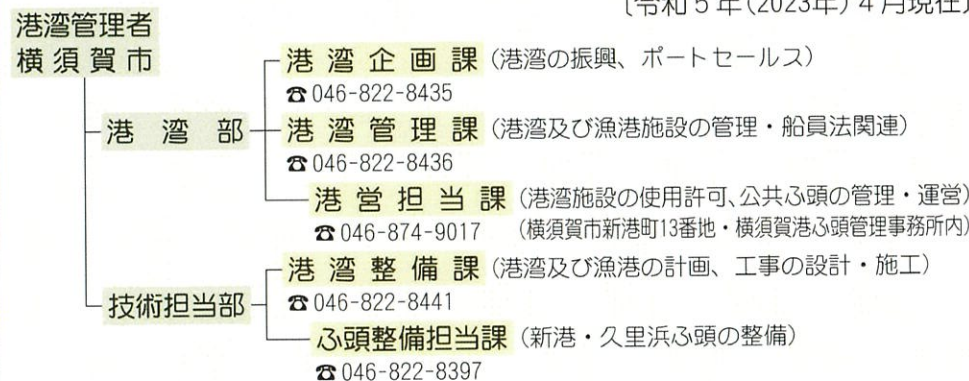 〔令和5年(2023年)4月現在〕
港湾管理者
横須賀市
港湾企画課(港湾の振興、ポートセールス)
☎046-822-8435
港湾部
港湾管理課(港湾及び漁港施設の管理・船員法関連)
☎046-822-8436
港営担当課(港湾施設の使用許可、公共ふ頭の管理・運営)
☎046-874-9017 (横須賀市新港町13番地・横須賀港ふ頭管理事務所内)
港湾整備課(港湾及び漁港の計画、工事の設計・施工)
☎046-822-8441
技術担当部
ふ頭整備担当課(新港・久里浜ふ頭の整備)
☎046-822-8397